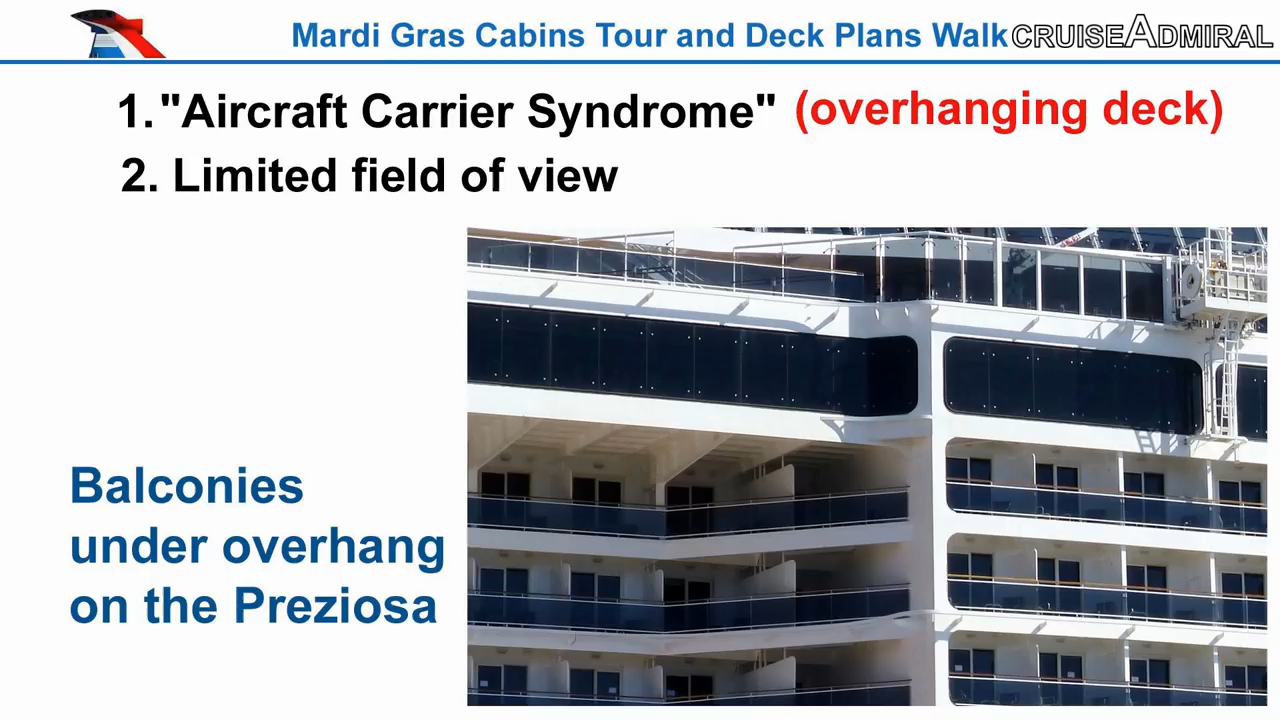 Mardi Gras Cabins Tour and Deck Plans Walk CRUISEADMIRAL
1. "Aircraft Carrier Syndrome" (overhanging deck)
2. Limited field of view
Balconies
under overhang
on the Preziosa